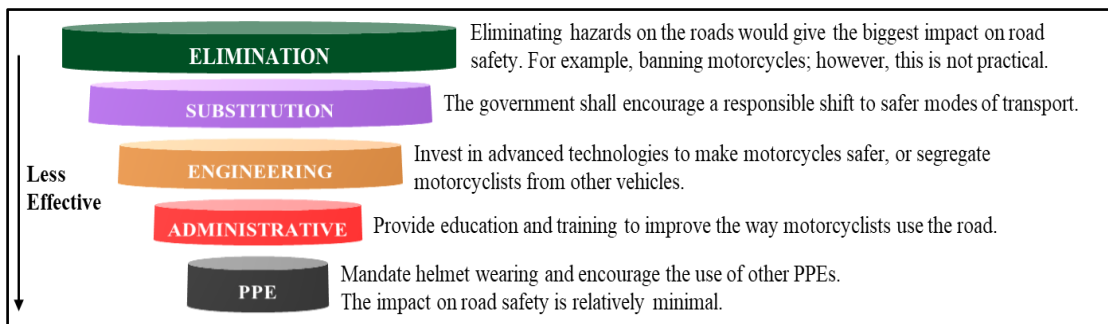 Eliminating hazards on the roads would give the biggest impact on road
ELIMINATION
safety. For example, banning motorcycles; however, this is not practical.
SUBSTITUTION
The government shall encourage a responsible shift to safer modes of transport.
Less
Effective
ENGINEERING
Invest in advanced technologies to make motorcycles safer, or segregate
motorcyclists from other vehicles.
ADMINISTRATIVE
Provide education and training to improve the way motorcyclists use the road.
PPE
Mandate helmet wearing and encourage the use of other PPEs.
The impact on road safety is relatively minimal.